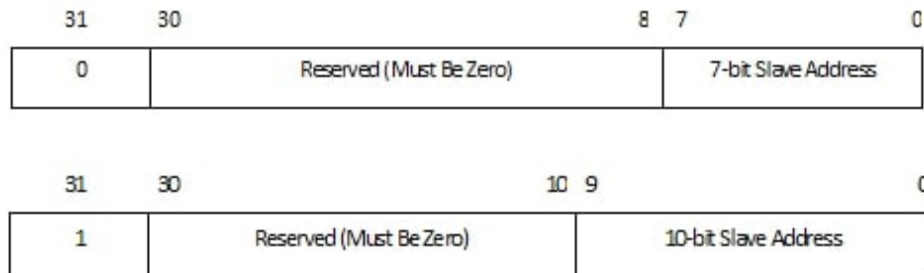 31 30 8 7 0
0 Reserved (Must Be Zero) 7-bit Slave Address
31 30 10 9 0
1 Reserved (Must Be Zero) 10-bit Slave Address